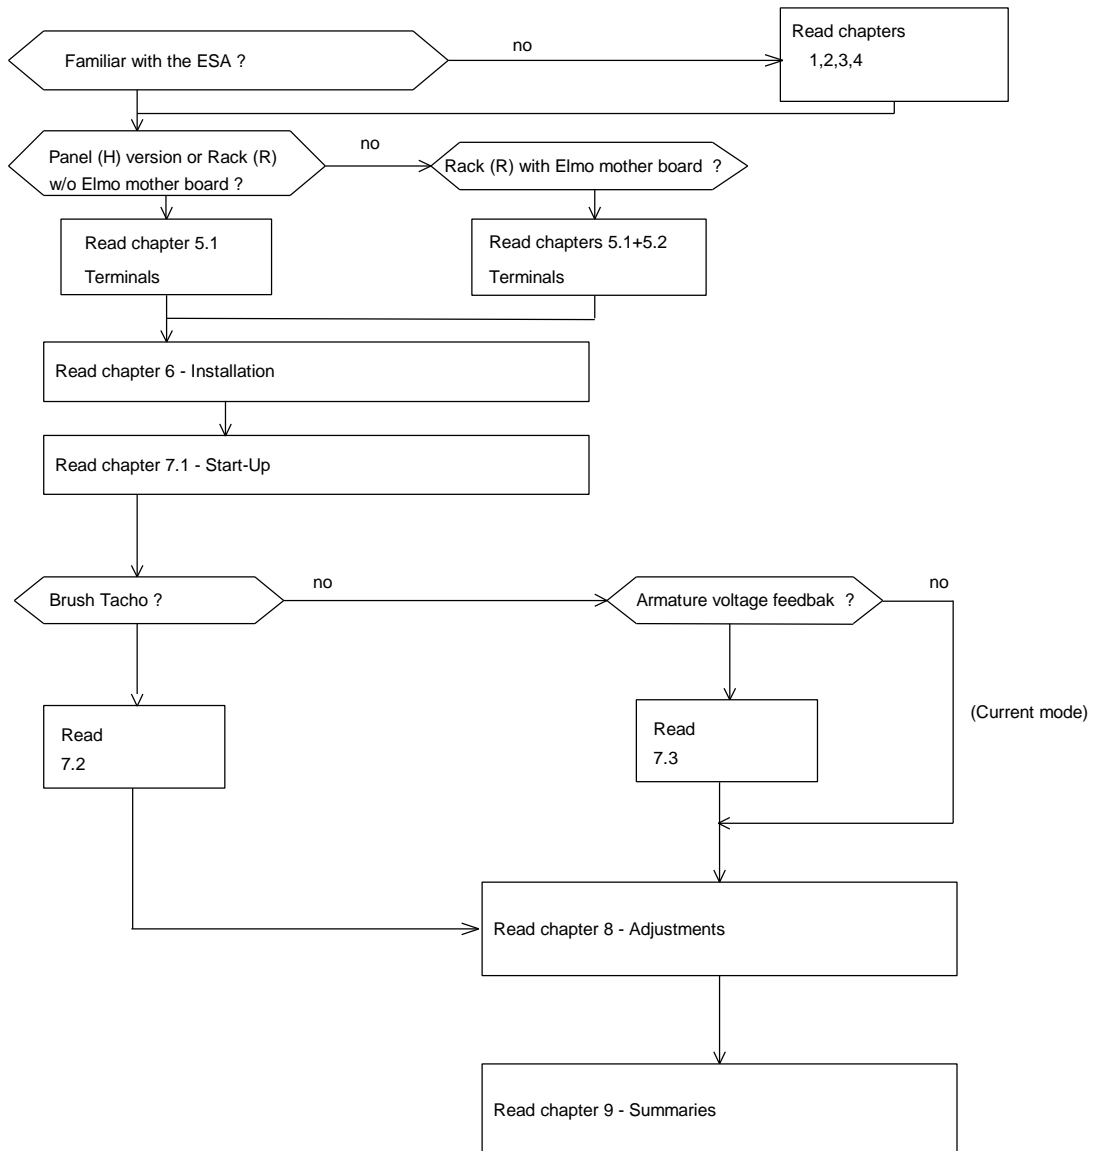 Familiar with the ESA ?
no
Read chapters
1,2,3,4
Panel (H) version or Rack (R)
w/o Elmo mother board ?
no
Rack (R) with Elmo mother board ?
Read chapter 5.1
Terminals
Read chapters 5.1+5.2
Terminals
Read chapter 6 - Installation
Read chapter 7.1 - Start-Up
Brush Tacho ?
no
Armature voltage feedbak ?
no
Read
7.2
Read
7.3
(Current mode)
Read chapter 8 - Adjustments
Read chapter 9 - Summaries